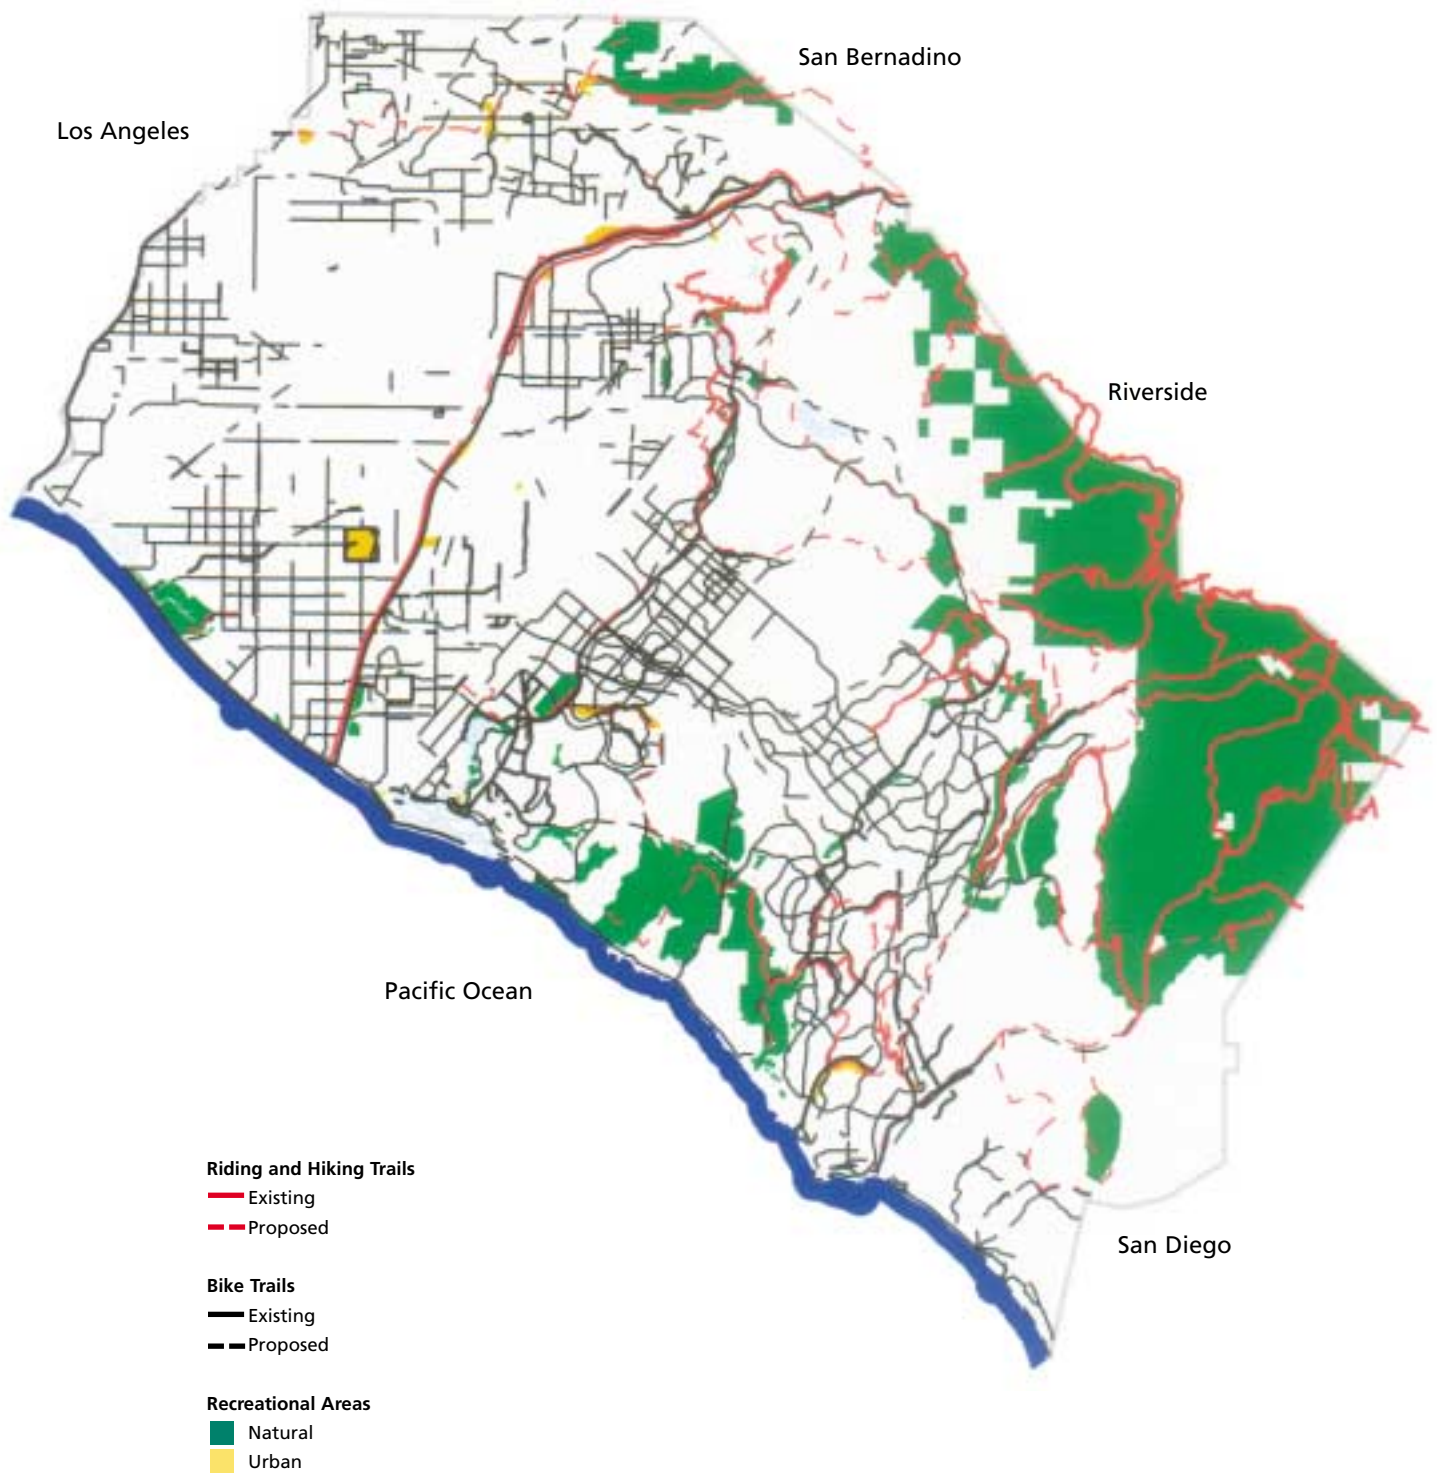 San Bernadino
Los Angeles
Riverside
Pacific Ocean
San Diego
Riding and Hiking Trails
Existing
Proposed
Bike Trails
Existing
Proposed
Recreational Areas
Natural
Urban